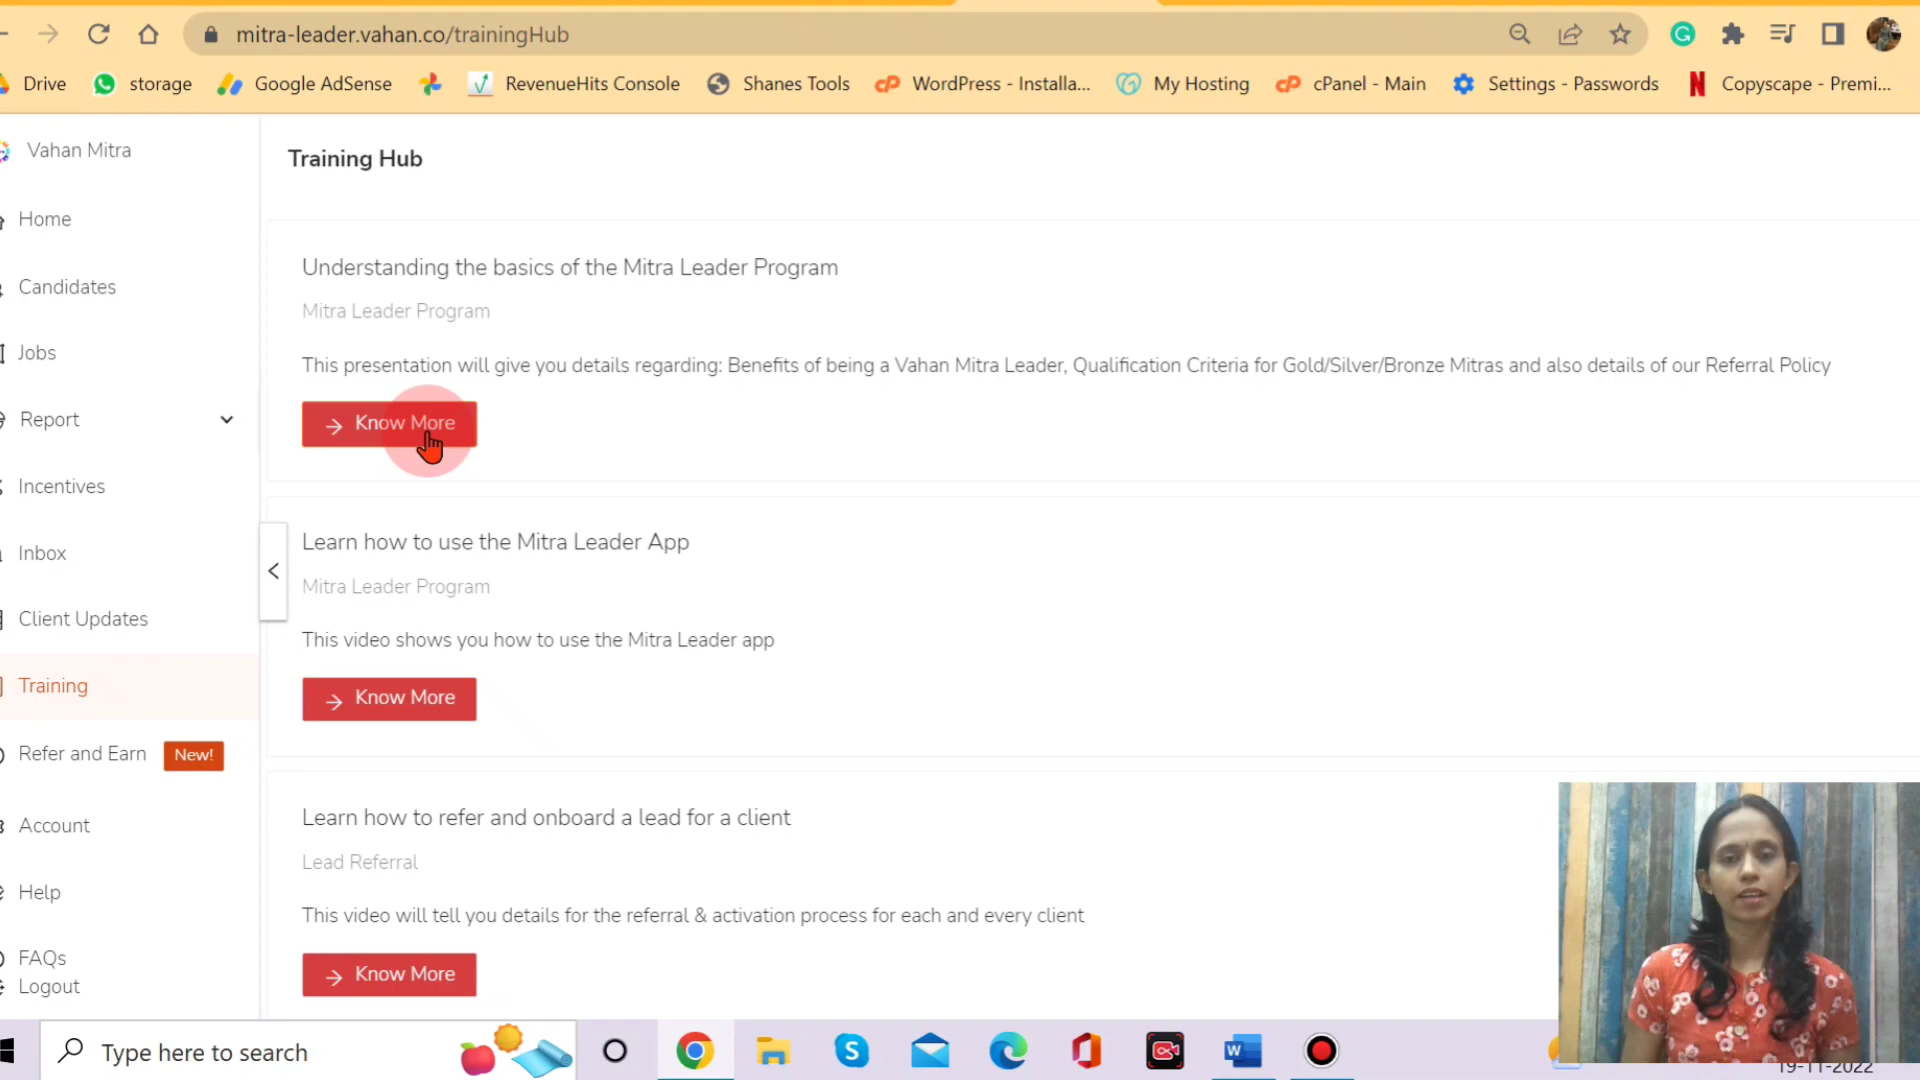 mitra-leader.vahan.co/trainingHub
Drive storage Google AdSense RevenueHits Console Shanes Tools WordPress - Installa... My Hosting cPanel - Main Settings - Passwords Copyscape - Premi...
Vahan Mitra
Home
Candidates
Jobs
Report
Incentives
Inbox
Client Updates
Training
Refer and Earn New!
Account
Help
FAQs
Logout
Training Hub
Understanding the basics of the Mitra Leader Program
Mitra Leader Program
This presentation will give you details regarding: Benefits of being a Vahan Mitra Leader, Qualification Criteria for Gold/Silver/Bronze Mitras and also details of our Referral Policy
Know More
Learn how to use the Mitra Leader App
Mitra Leader Program
This video shows you how to use the Mitra Leader app
Know More
Learn how to refer and onboard a lead for a client
Lead Referral
This video will tell you details for the referral & activation process for each and every client
Know More
Type here to search
19-11-2022